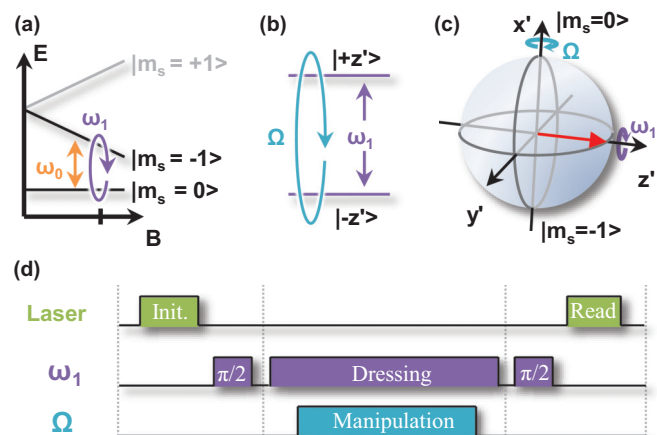 (a)
E
|mₛ = +1>
ω₁
ω₀
|mₛ = -1>
|mₛ = 0>
B
(b)
|+z'>
Ω
ω₁
|-z'>
(c)
x'
|mₛ=0>
Ω
ω₁
z'
y'
|mₛ=-1>
(d)
Laser
Init.
Read
ω₁
π/2
Dressing
π/2
Ω
Manipulation